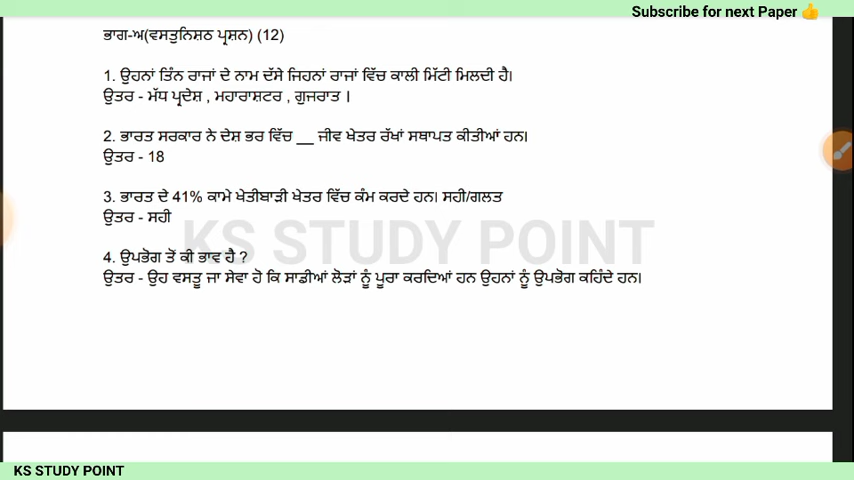 Subscribe for next Paper 👍
ਭਾਗ-ਅ(ਵਸਤੁਨਿਸ਼ਠ ਪ੍ਰਸ਼ਨ) (12)
1. ਉਹਨਾਂ ਤਿੰਨ ਰਾਜਾਂ ਦੇ ਨਾਮ ਦੱਸੋ ਜਿਹਨਾਂ ਰਾਜਾਂ ਵਿੱਚ ਕਾਲੀ ਮਿੱਟੀ ਮਿਲਦੀ ਹੈ।
ਉਤਰ - ਮੱਧ ਪ੍ਰਦੇਸ਼ , ਮਹਾਰਾਸ਼ਟਰ , ਗੁਜਰਾਤ ।
2. ਭਾਰਤ ਸਰਕਾਰ ਨੇ ਦੇਸ਼ ਭਰ ਵਿੱਚ __ ਜੀਵ ਖੇਤਰ ਰੱਖਾਂ ਸਥਾਪਤ ਕੀਤੀਆਂ ਹਨ।
ਉਤਰ - 18
3. ਭਾਰਤ ਦੇ 41% ਕਾਮੇ ਖੇਤੀਬਾੜੀ ਖੇਤਰ ਵਿੱਚ ਕੰਮ ਕਰਦੇ ਹਨ। ਸਹੀ/ਗਲਤ
ਉਤਰ - ਸਹੀ
KS STUDY POINT
4. ਉਪਭੋਗ ਤੋਂ ਕੀ ਭਾਵ ਹੈ ?
ਉਤਰ - ਉਹ ਵਸਤੂ ਜਾ ਸੇਵਾ ਹੋ ਕਿ ਸਾਡੀਆਂ ਲੋੜਾਂ ਨੂੰ ਪੂਰਾ ਕਰਦਿਆਂ ਹਨ ਉਹਨਾਂ ਨੂੰ ਉਪਭੋਗ ਕਹਿੰਦੇ ਹਨ।
KS STUDY POINT